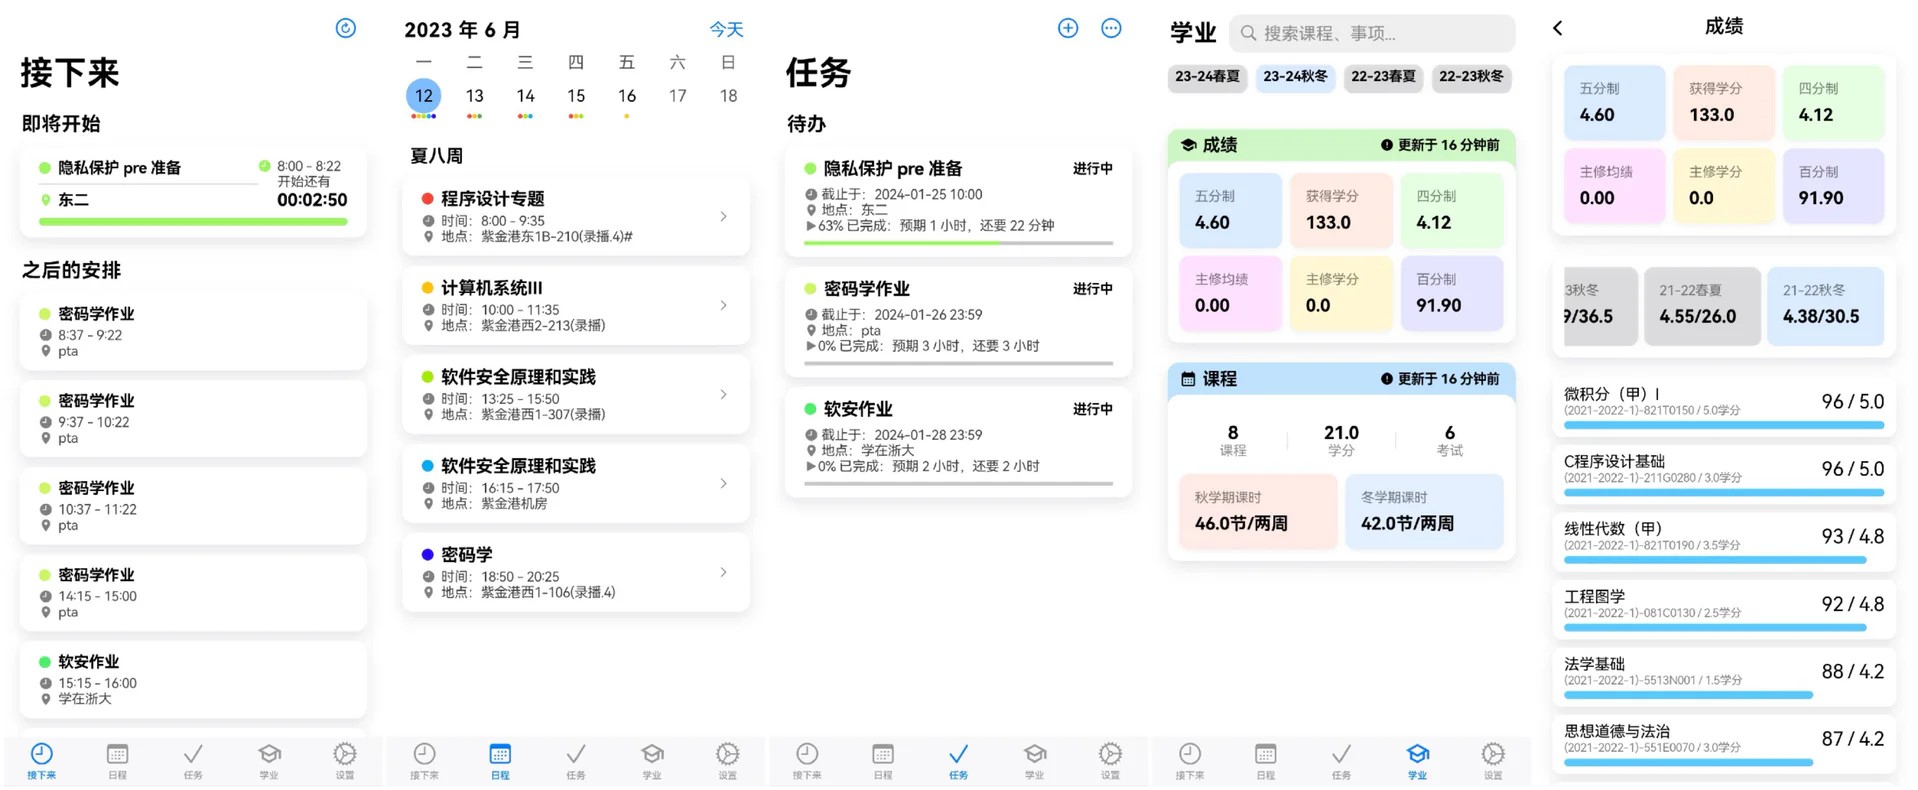 接下来
即将开始
隐私保护 pre 准备
8:00 - 8:22
开始还有
东二
00:02:50
之后的安排
密码学作业
8:37 - 9:22
pta
密码学作业
9:37 - 10:22
pta
密码学作业
10:37 - 11:22
pta
密码学作业
14:15 - 15:00
pta
软安作业
15:15 - 16:00
学在浙大
接下来 日程 任务 学业 设置
2023 年 6 月 今天
一 二 三 四 五 六 日
12 13 14 15 16 17 18
夏八周
程序设计专题
时间：8:00 - 9:35
地点：紫金港东1B-210(录播.4)#
计算机系统III
时间：10:00 - 11:35
地点：紫金港西2-213(录播)
软件安全原理和实践
时间：13:25 - 15:50
地点：紫金港西1-307(录播)
软件安全原理和实践
时间：16:15 - 17:50
地点：紫金港机房
密码学
时间：18:50 - 20:25
地点：紫金港西1-106(录播.4)
接下来 日程 任务 学业 设置
任务
待办
隐私保护 pre 准备 进行中
截止于：2024-01-25 10:00
地点：东二
63% 已完成：预期 1 小时，还要 22 分钟
密码学作业 进行中
截止于：2024-01-26 23:59
地点：pta
0% 已完成：预期 3 小时，还要 3 小时
软安作业 进行中
截止于：2024-01-28 23:59
地点：学在浙大
0% 已完成：预期 2 小时，还要 2 小时
接下来 日程 任务 学业 设置
学业 搜索课程、事项...
23-24春夏 23-24秋冬 22-23春夏 22-23秋冬
成绩 更新于 16 分钟前
五分制 获得学分 四分制
4.60 133.0 4.12
主修均绩 主修学分 百分制
0.00 0.0 91.90
课程 更新于 16 分钟前
8 21.0 6
课程 学分 考试
秋学期课时 冬学期课时
46.0节/两周 42.0节/两周
接下来 日程 任务 学业 设置
成绩
五分制 获得学分 四分制
4.60 133.0 4.12
主修均绩 主修学分 百分制
0.00 0.0 91.90
3秋冬 21-22春夏 21-22秋冬
/36.5 4.55/26.0 4.38/30.5
微积分（甲）I 96 / 5.0
(2021-2022-1)-821T0150 / 5.0学分
C程序设计基础 96 / 5.0
(2021-2022-1)-211G0280 / 3.0学分
线性代数（甲） 93 / 4.8
(2021-2022-1)-821T0190 / 3.5学分
工程图学 92 / 4.8
(2021-2022-1)-081C0130 / 2.5学分
法学基础 88 / 4.2
(2021-2022-1)-5513N001 / 1.5学分
思想道德与法治 87 / 4.2
(2021-2022-1)-551E0070 / 3.0学分